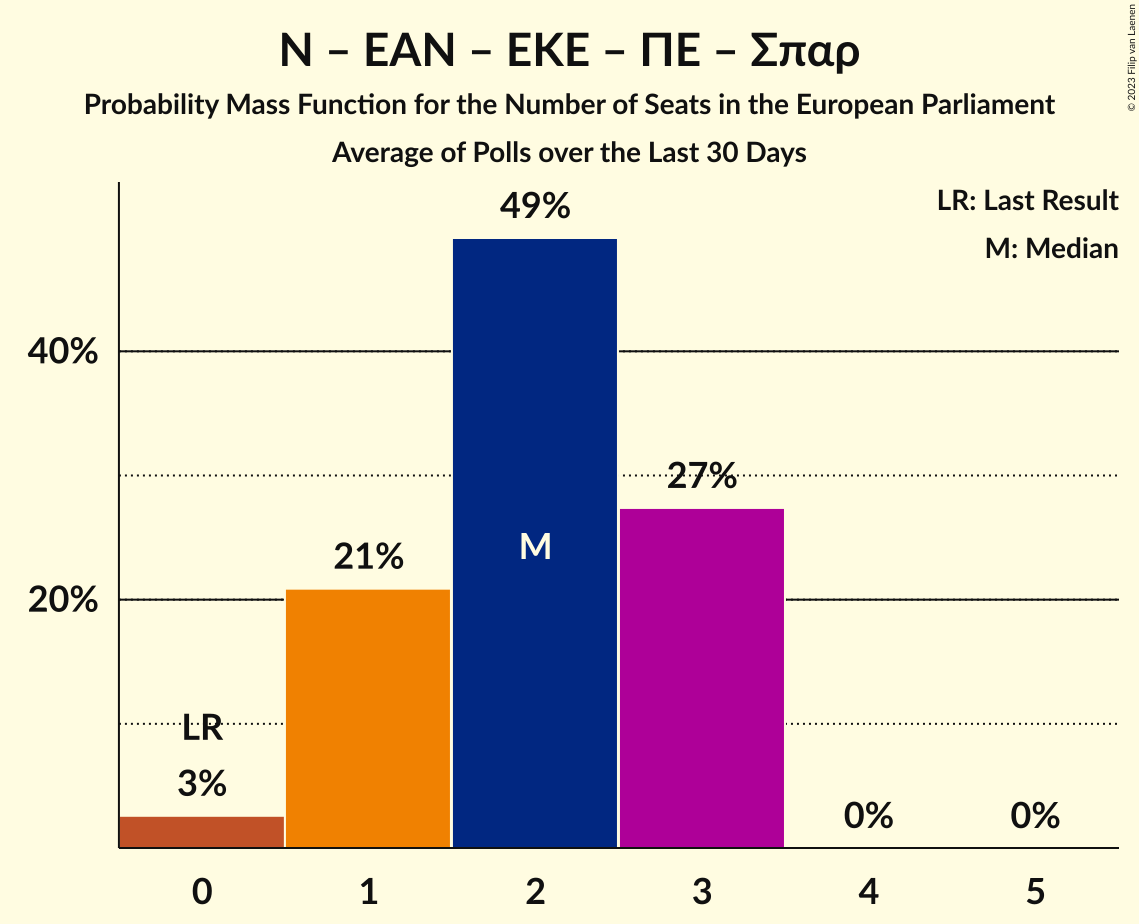 Ν – ΕΑΝ – ΕΚΕ – ΠΕ – Σπαρ
Probability Mass Function for the Number of Seats in the European Parliament
Average of Polls over the Last 30 Days
© 2023 Filip van Laenen
LR: Last Result
M: Median
49%
40%
27%
M
21%
20%
LR
3%
0%
0%
0
1
2
3
4
5